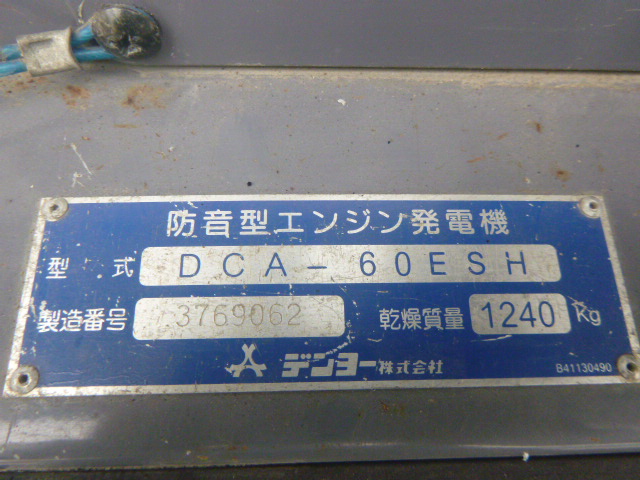 防音型エンジン発電機
型式 DCA-60ESH
製造番号 3769062 乾燥質量 1240 Kg
デンヨー株式会社 B41130490